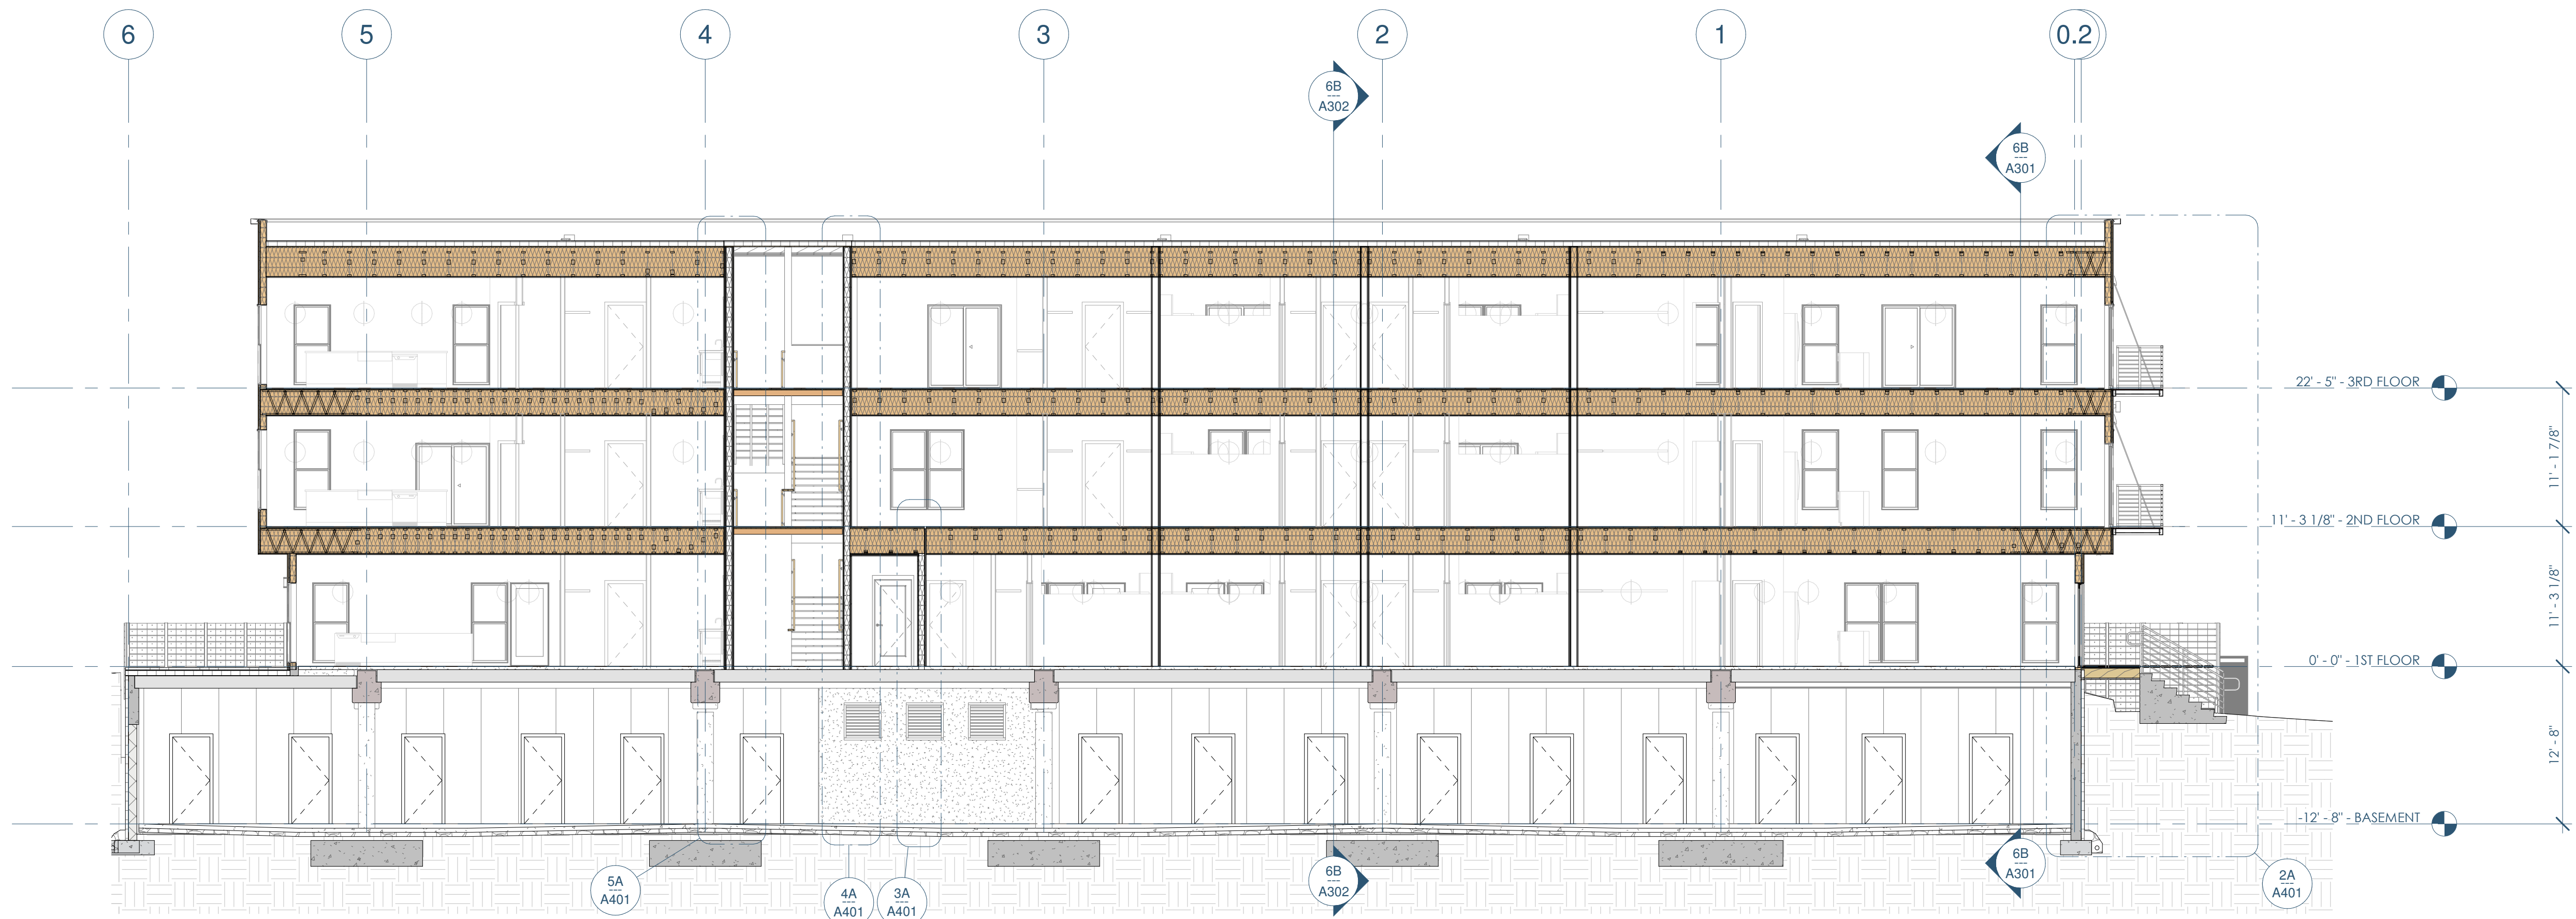 6
5
4
3
2
1
0.2
6B
---
A302
6B
---
A301
22' - 5" - 3RD FLOOR
11' - 1 7/8"
11' - 3 1/8" - 2ND FLOOR
11' - 3 1/8"
0' - 0" - 1ST FLOOR
12' - 8"
-12' - 8" - BASEMENT
5A
---
A401
4A
---
A401
3A
---
A401
6B
---
A302
6B
---
A301
2A
---
A401